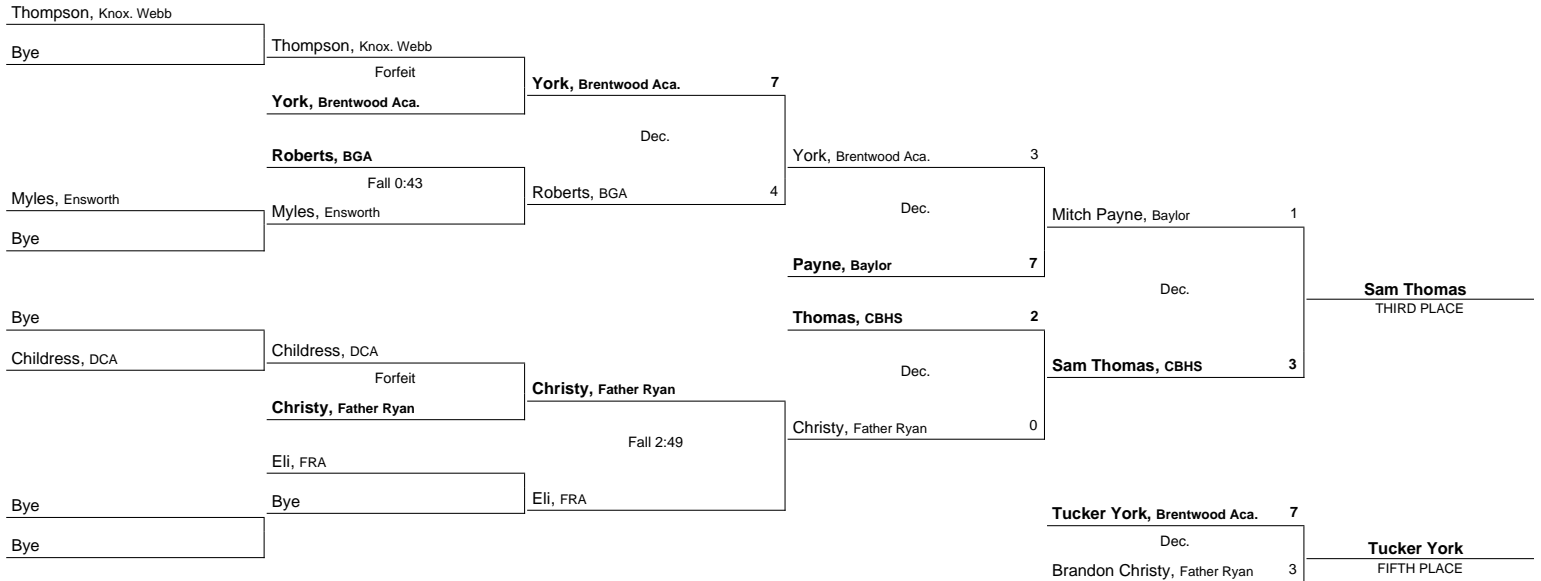 Thompson, Knox. Webb
Bye
Thompson, Knox. Webb
Forfeit
York, Brentwood Aca.
York, Brentwood Aca. 7
Dec.
Roberts, BGA
Fall 0:43
Myles, Ensworth
Myles, Ensworth
Bye
Roberts, BGA 4
York, Brentwood Aca. 3
Dec.
Payne, Baylor 7
Mitch Payne, Baylor 1
Dec.
Sam Thomas
THIRD PLACE
Thomas, CBHS 2
Dec.
Sam Thomas, CBHS 3
Bye
Childress, DCA
Childress, DCA
Forfeit
Christy, Father Ryan
Christy, Father Ryan
Fall 2:49
Christy, Father Ryan 0
Eli, FRA
Bye
Eli, FRA
Bye
Bye
Tucker York, Brentwood Aca. 7
Dec.
Brandon Christy, Father Ryan 3
Tucker York
FIFTH PLACE